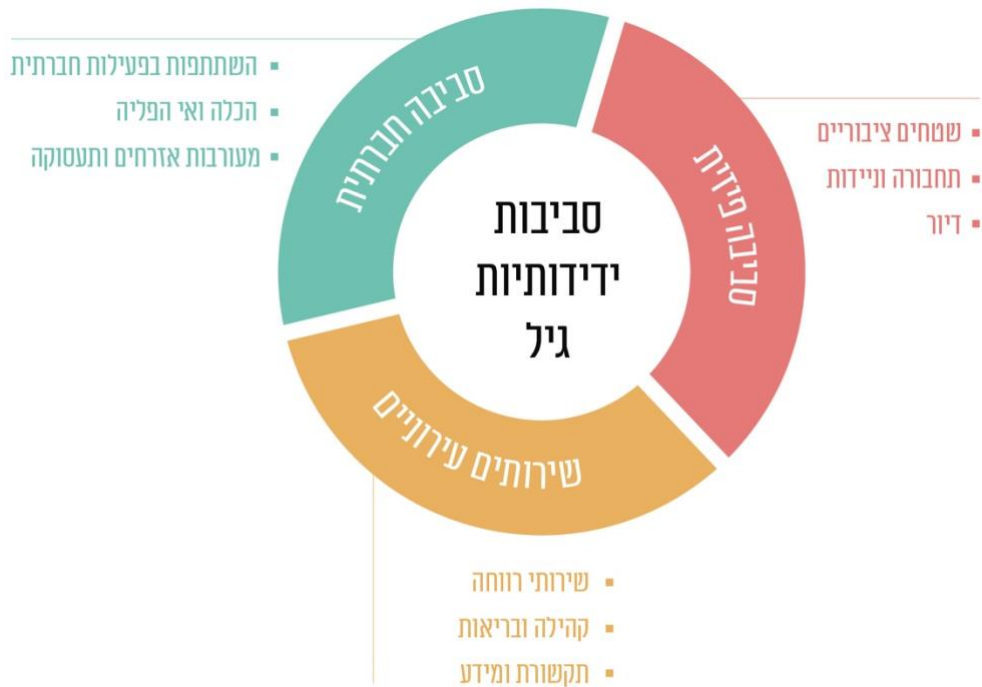 סביבות
ידידותיות
גיל
סביבה פיזית
▪ שטחים ציבוריים
▪ תחבורה וניידות
▪ דיור
סביבה חברתית
▪ השתתפות בפעילות חברתית
▪ הכלה ואי הפליה
▪ מעורבות אזרחים ותעסוקה
שירותים עירוניים
▪ שירותי רווחה
▪ קהילה ובריאות
▪ תקשורת ומידע